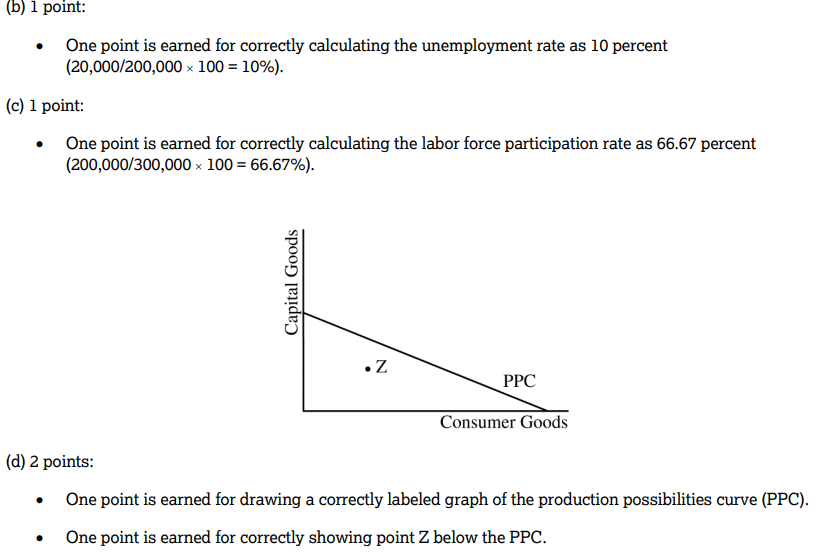 (b) 1 point:
• One point is earned for correctly calculating the unemployment rate as 10 percent
(20,000/200,000 × 100 = 10%).
(c) 1 point:
• One point is earned for correctly calculating the labor force participation rate as 66.67 percent
(200,000/300,000 × 100 = 66.67%).
Capital Goods
• Z
PPC
Consumer Goods
(d) 2 points:
• One point is earned for drawing a correctly labeled graph of the production possibilities curve (PPC).
• One point is earned for correctly showing point Z below the PPC.